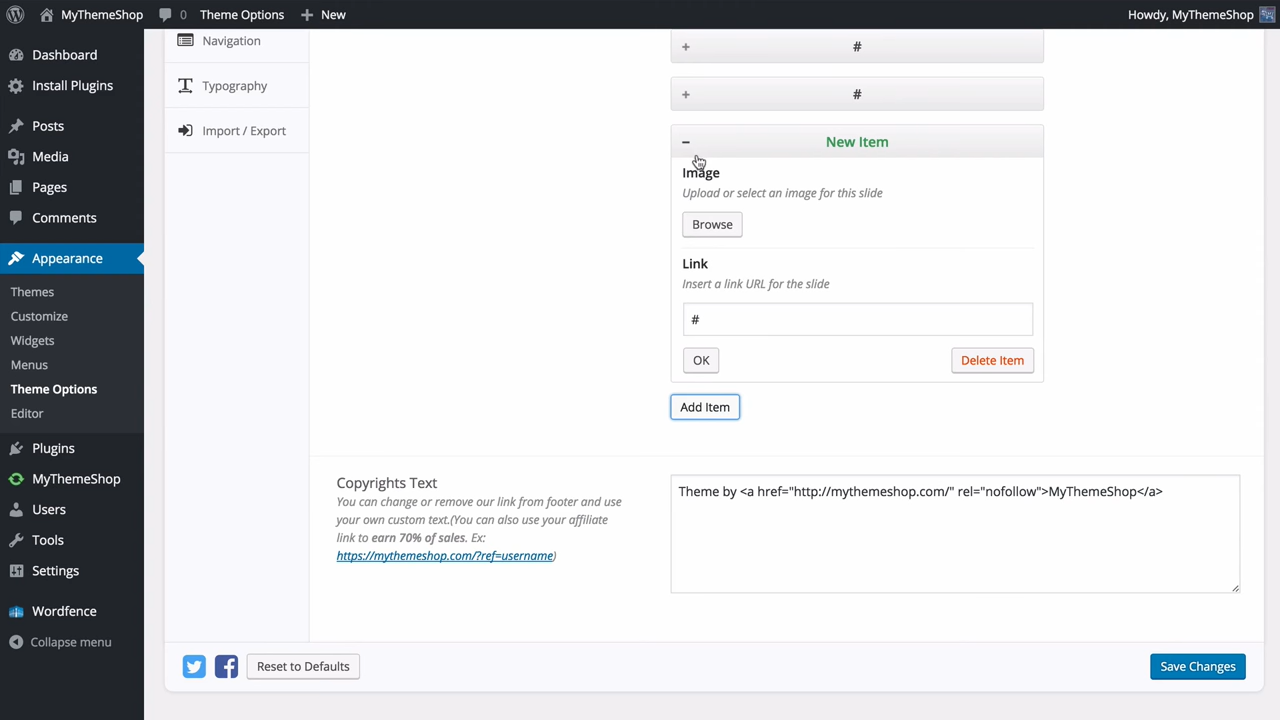 MyThemeShop 0 Theme Options + New Howdy, MyThemeShop
Dashboard
Install Plugins
Posts
Media
Pages
Comments
Appearance
Themes
Customize
Widgets
Menus
Theme Options
Editor
Plugins
MyThemeShop
Users
Tools
Settings
Wordfence
Collapse menu
Navigation
Typography
Import / Export
+ #
+ #
− New Item
Image
Upload or select an image for this slide
Browse
Link
Insert a link URL for the slide
#
OK Delete Item
Add Item
Copyrights Text
You can change or remove our link from footer and use
your own custom text.(You can also use your affiliate
link to earn 70% of sales. Ex:
https://mythemeshop.com/?ref=username)
Theme by <a href="http://mythemeshop.com/" rel="nofollow">MyThemeShop</a>
Reset to Defaults
Save Changes